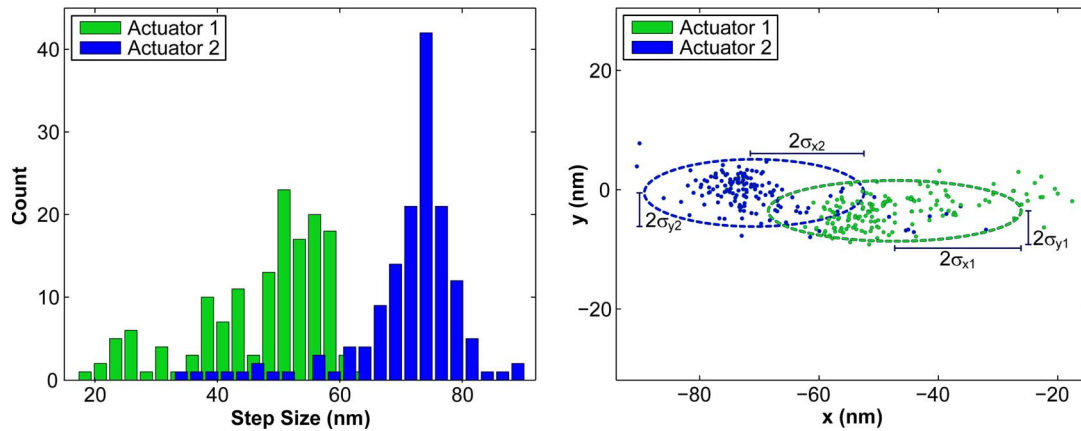 Actuator 1
Actuator 2
Count
40
30
20
10
0
20
40
60
80
Step Size (nm)
Actuator 1
Actuator 2
y (nm)
20
0
−20
2σx2
2σy2
2σy1
2σx1
−80
−60
−40
−20
x (nm)